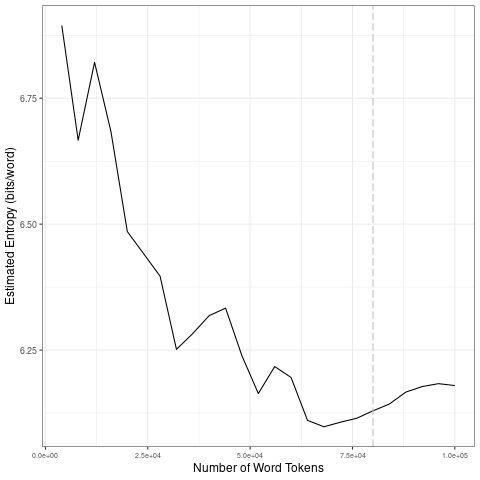 Estimated Entropy (bits/word)
6.75
6.50
6.25
0.0e+00 2.5e+04 5.0e+04 7.5e+04 1.0e+05
Number of Word Tokens